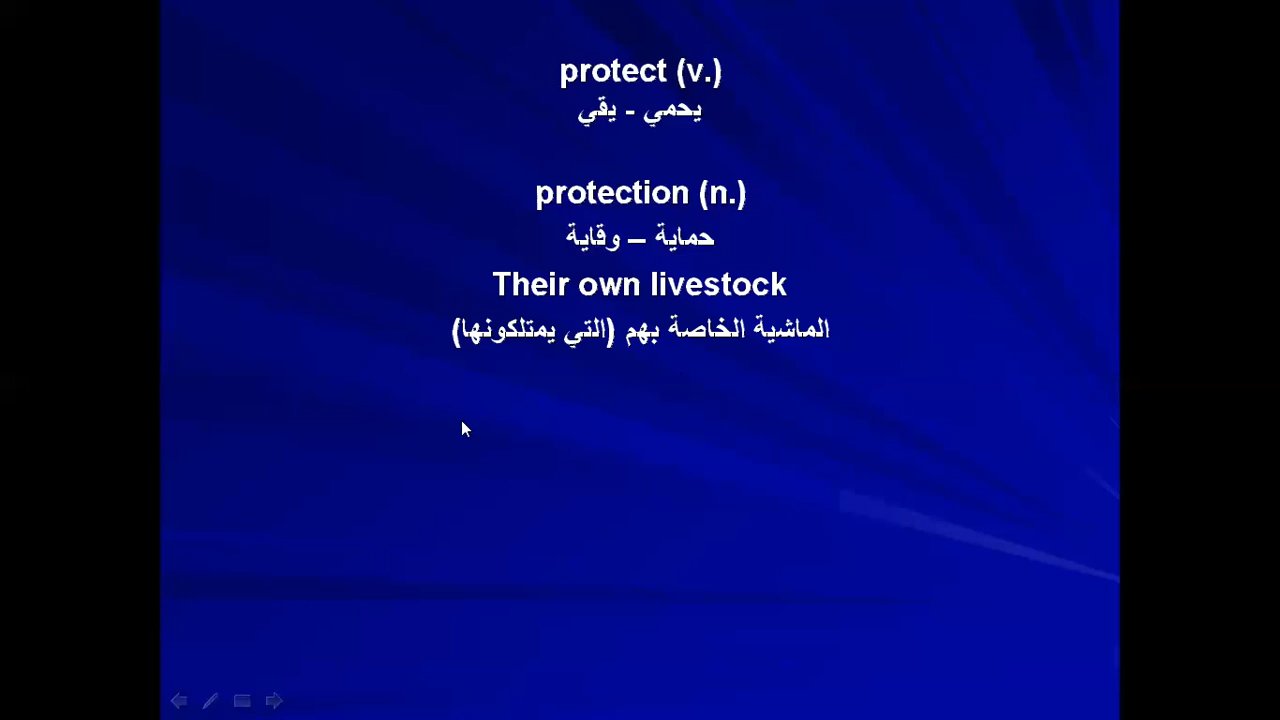 protect (v.)
يحمي - يقي
protection (n.)
حماية – وقاية
Their own livestock
الماشية الخاصة بهم (التي يمتلكونها)